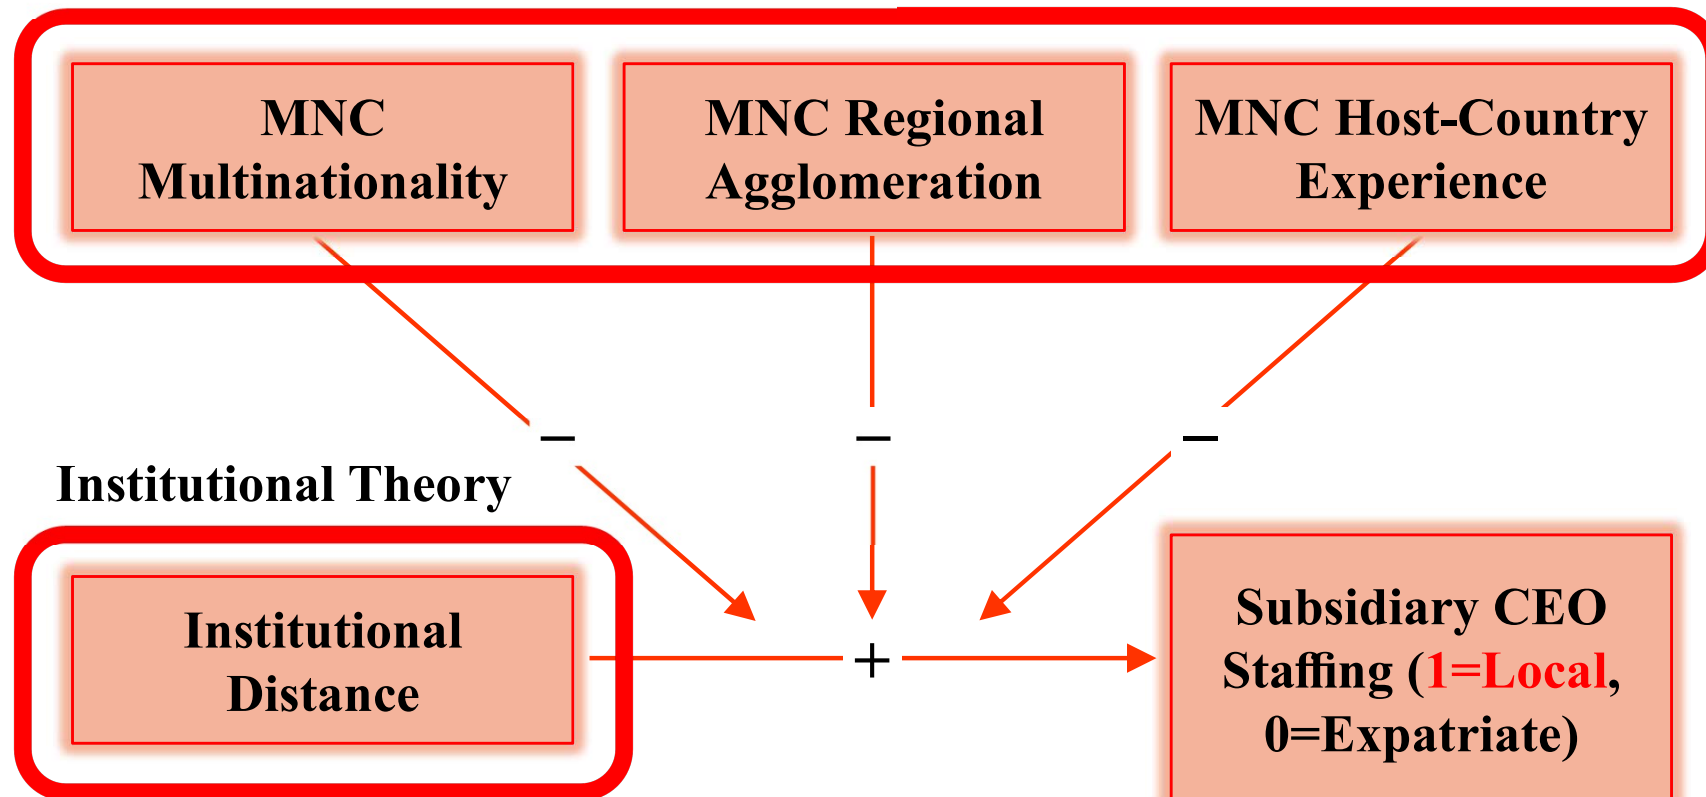 MNC
Multinationality
MNC Regional
Agglomeration
MNC Host-Country
Experience
–
–
–
Institutional Theory
Institutional
Distance
+
Subsidiary CEO
Staffing (1=Local,
0=Expatriate)